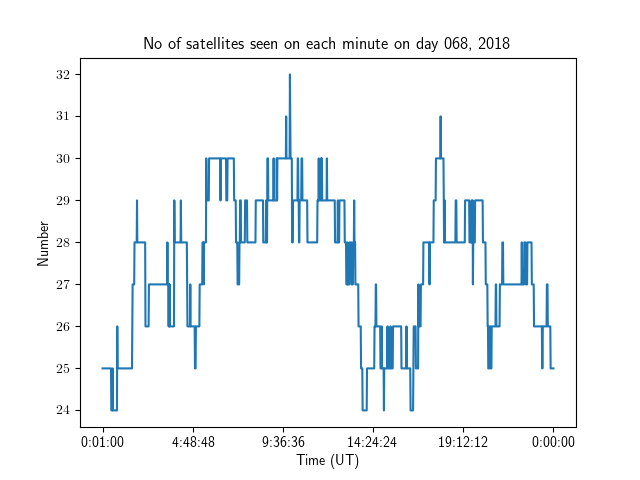 No of satellites seen on each minute on day 068, 2018
32
31
30
29
28
27
26
25
24
Number
0:01:00 4:48:48 9:36:36 14:24:24 19:12:12 0:00:00
Time (UT)